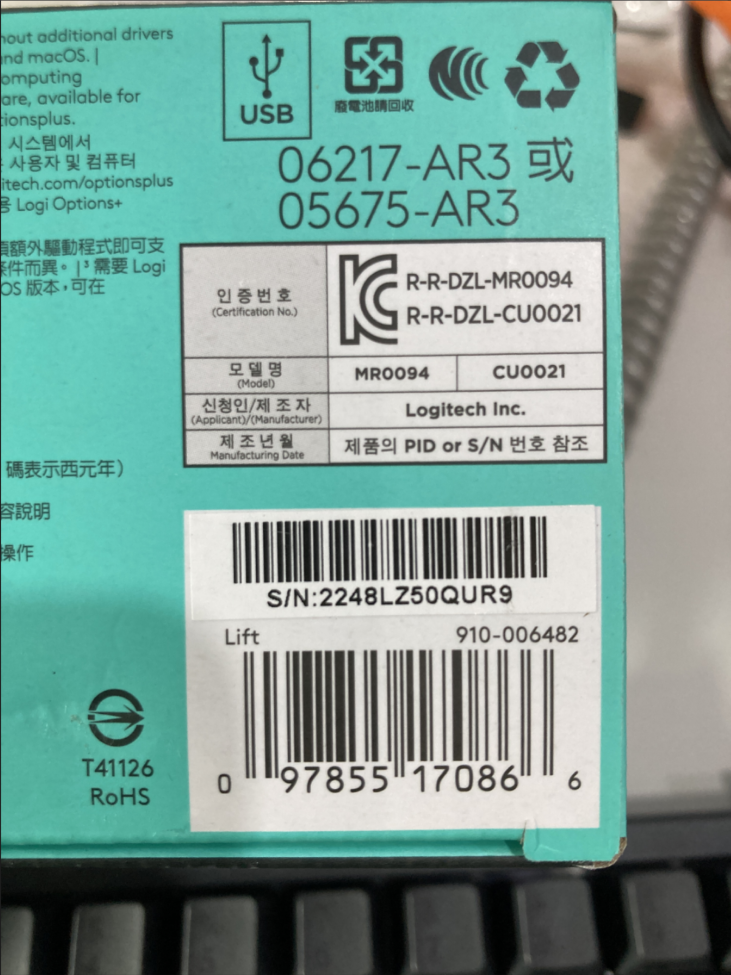 out additional drivers
nd macOS. |
omputing
are, available for
ionsplus.
시스템에서
사용자 및 컴퓨터
itech.com/optionsplus
용 Logi Options+
額外驅動程式即可支
件而異。|³ 需要 Logi
OS 版本，可在
碼表示西元年）
容說明
操作
USB
廢電池請回收
06217-AR3 或
05675-AR3
인증번호
(Certification No.)
R-R-DZL-MR0094
R-R-DZL-CU0021
모델명
(Model)
MR0094
CU0021
신청인/제조자
(Applicant)/(Manufacturer)
Logitech Inc.
제조년월
Manufacturing Date
제품의 PID or S/N 번호 참조
S/N:2248LZ50QUR9
Lift
910-006482
0 97855 17086 6
T41126
RoHS